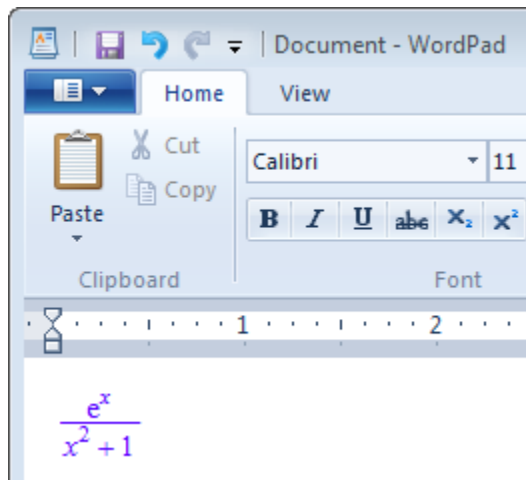 Document - WordPad
Home View
Cut
Copy
Paste
Calibri 11
B I U abc X₂ X²
Clipboard Font
1 2
eˣ
x² + 1